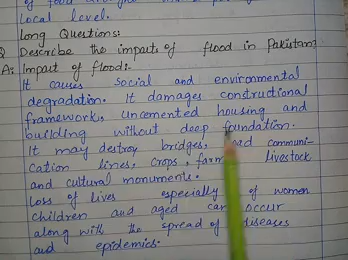 Local level.
Long Questions:
Q Describe the impacts of flood in Pakistan?
A: Impact of flood:
It causes social and environmental
degradation. It damages constructional
framework, uncemented housing and
building without deep foundation.
It may destroy bridges, and communi-
cation lines, crops, farm livestock
and cultural monuments.
Loss of lives especially of women
children and aged can occur
along with the spread of diseases
and epidemics.